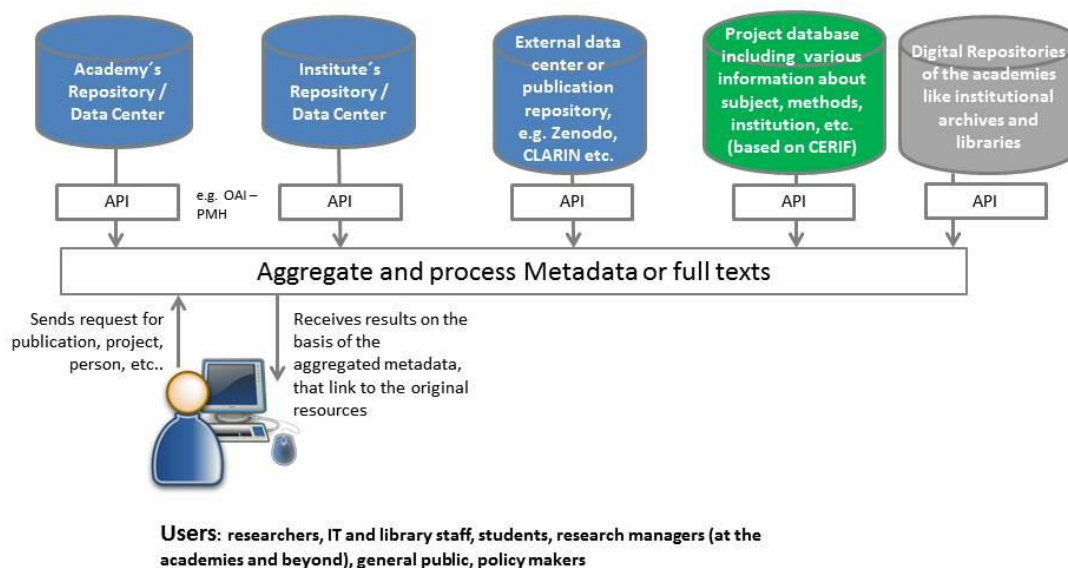 Academy´s
Repository /
Data Center
Institute´s
Repository /
Data Center
External data
center or
publication
repository,
e.g. Zenodo,
CLARIN etc.
Project database
including various
information about
subject, methods,
institution, etc.
(based on CERIF)
Digital Repositories
of the academies
like institutional
archives and
libraries
API
e.g. OAI –
PMH
API
API
API
API
Aggregate and process Metadata or full texts
Sends request for
publication, project,
person, etc..
Receives results on the
basis of the
aggregated metadata,
that link to the original
resources
Users: researchers, IT and library staff, students, research managers (at the
academies and beyond), general public, policy makers